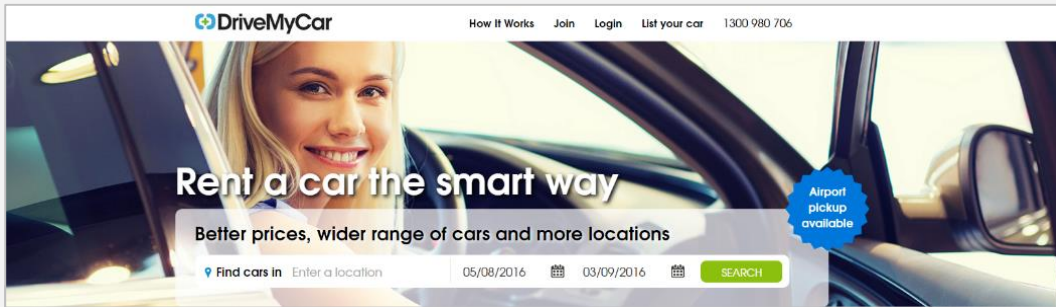 DriveMyCar
How It Works Join Login List your car 1300 980 706
Rent a car the smart way
Airport
pickup
available
Better prices, wider range of cars and more locations
Find cars in Enter a location 05/08/2016 03/09/2016 SEARCH